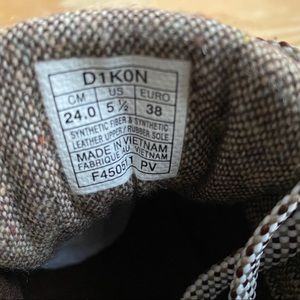 D1K0N
CM US EURO
24.0 5 ½ 38
SYNTHETIC FIBER & SYNTHETIC
LEATHER UPPER / RUBBER SOLE
MADE IN VIETNAM
FABRIQUE AU VIETNAM
F450511 PV